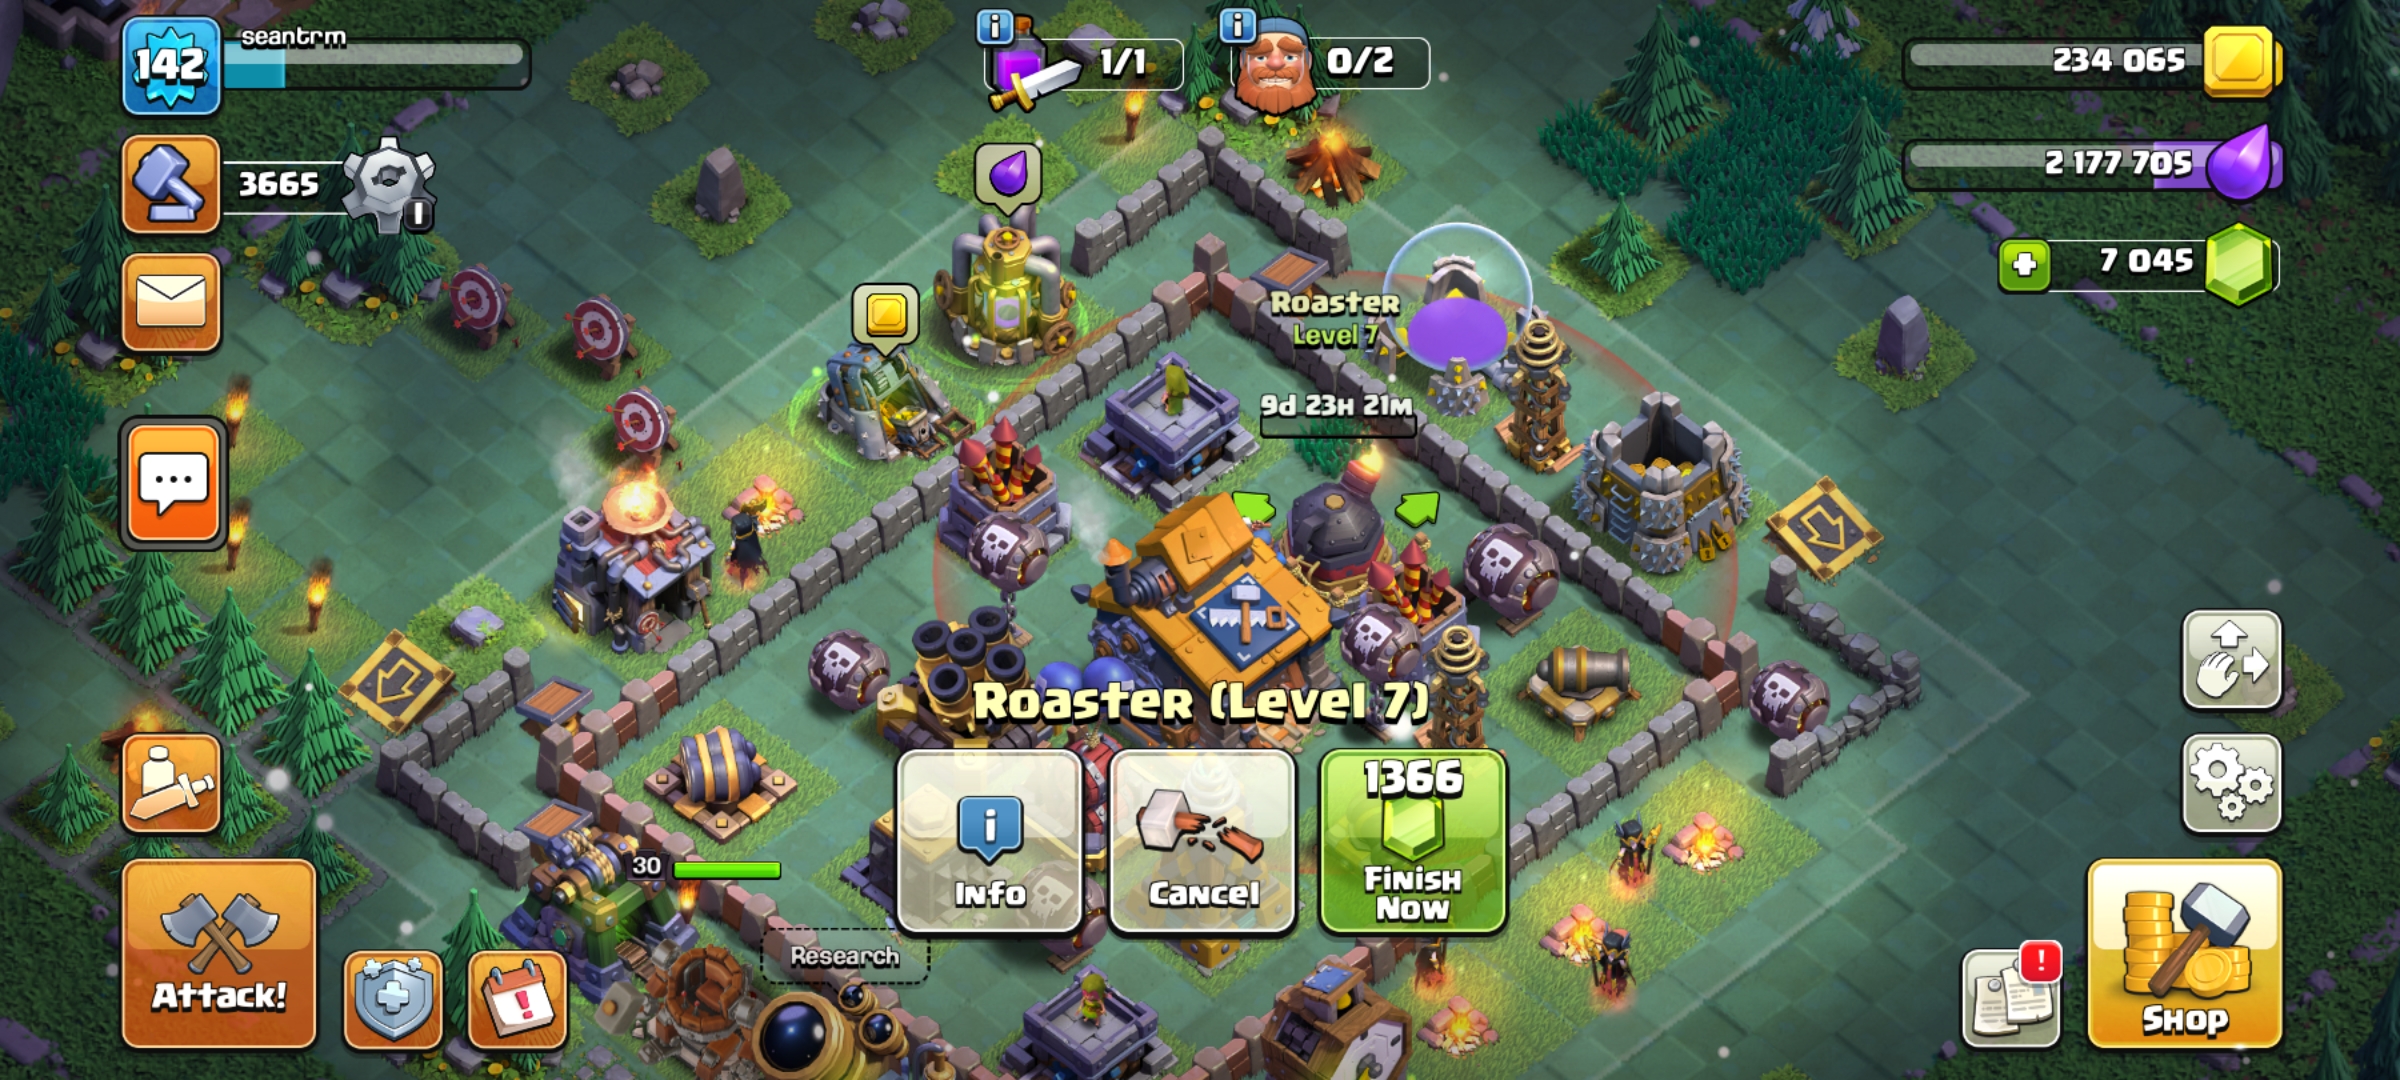 142
seantrm
1/1
0/2
234 065
3665
I
2 177 705
7 045
Roaster
Level 7
9d 23h 21m
Roaster (Level 7)
1366
Info
Cancel
Finish
Now
30
Research
Attack!
Shop